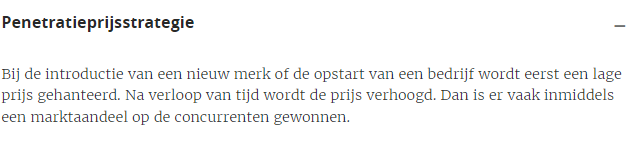 Penetratieprijsstrategie
Bij de introductie van een nieuw merk of de opstart van een bedrijf wordt eerst een lage
prijs gehanteerd. Na verloop van tijd wordt de prijs verhoogd. Dan is er vaak inmiddels
een marktaandeel op de concurrenten gewonnen.